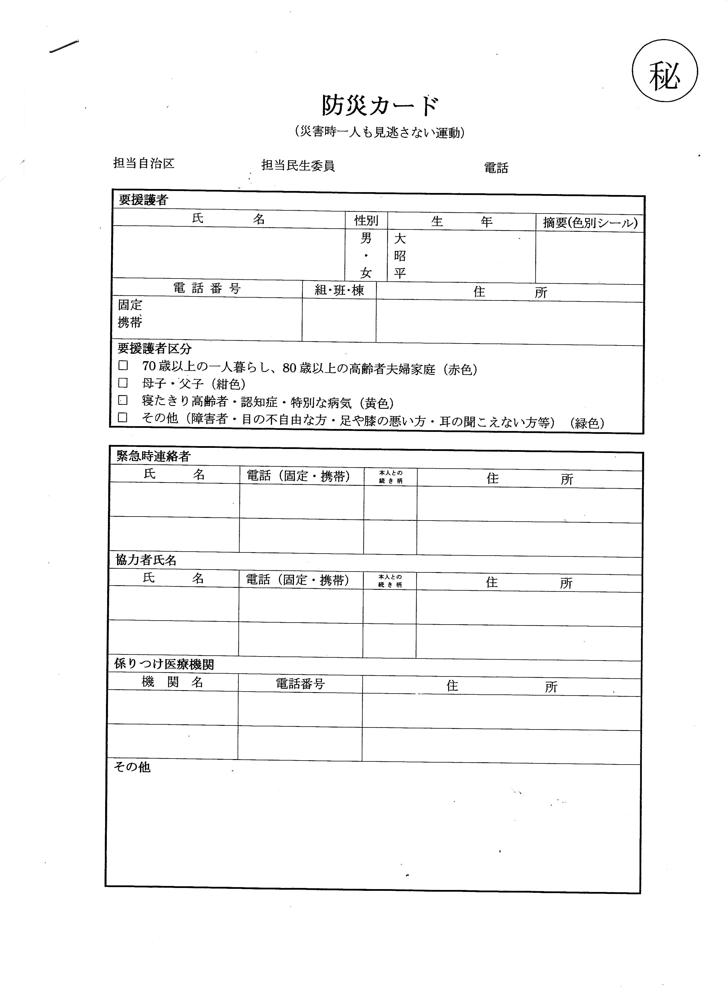 秘
防災カード
（災害時一人も見逃さない運動）
担当自治区　担当民生委員　電話
要援護者
氏　名　性別　生　年　摘要(色別シール)
男　大
・　昭
女　平
電話番号　組・班・棟　住　所
固定
携帯
要援護者区分
□　70歳以上の一人暮らし、80歳以上の高齢者夫婦家庭（赤色）
□　母子・父子（紺色）
□　寝たきり高齢者・認知症・特別な病気（黄色）
□　その他（障害者・目の不自由な方・足や膝の悪い方・耳の聞こえない方等）（緑色）
緊急時連絡者
氏　名　電話（固定・携帯）　本人との続き柄　住　所
協力者氏名
氏　名　電話（固定・携帯）　本人との続き柄　住　所
係りつけ医療機関
機関名　電話番号　住　所
その他